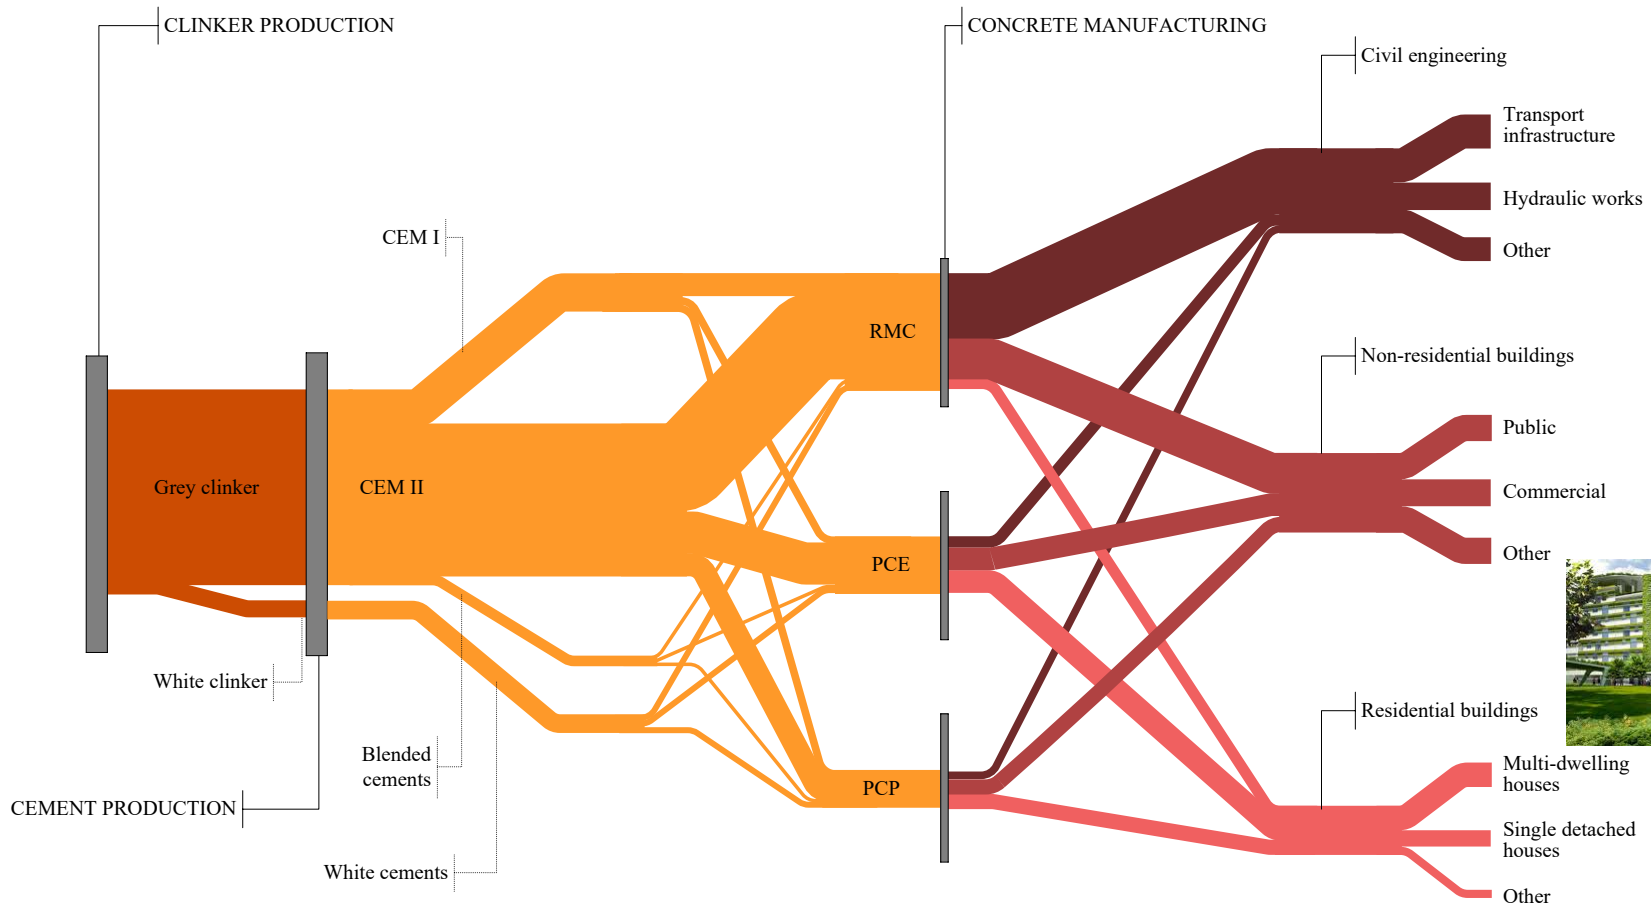 CLINKER PRODUCTION
CONCRETE MANUFACTURING
Civil engineering
Transport
infrastructure
Hydraulic works
Other
CEM I
RMC
Non-residential buildings
Public
Commercial
Other
Grey clinker
CEM II
PCE
White clinker
Blended
cements
CEMENT PRODUCTION
White cements
PCP
Residential buildings
Multi-dwelling
houses
Single detached
houses
Other